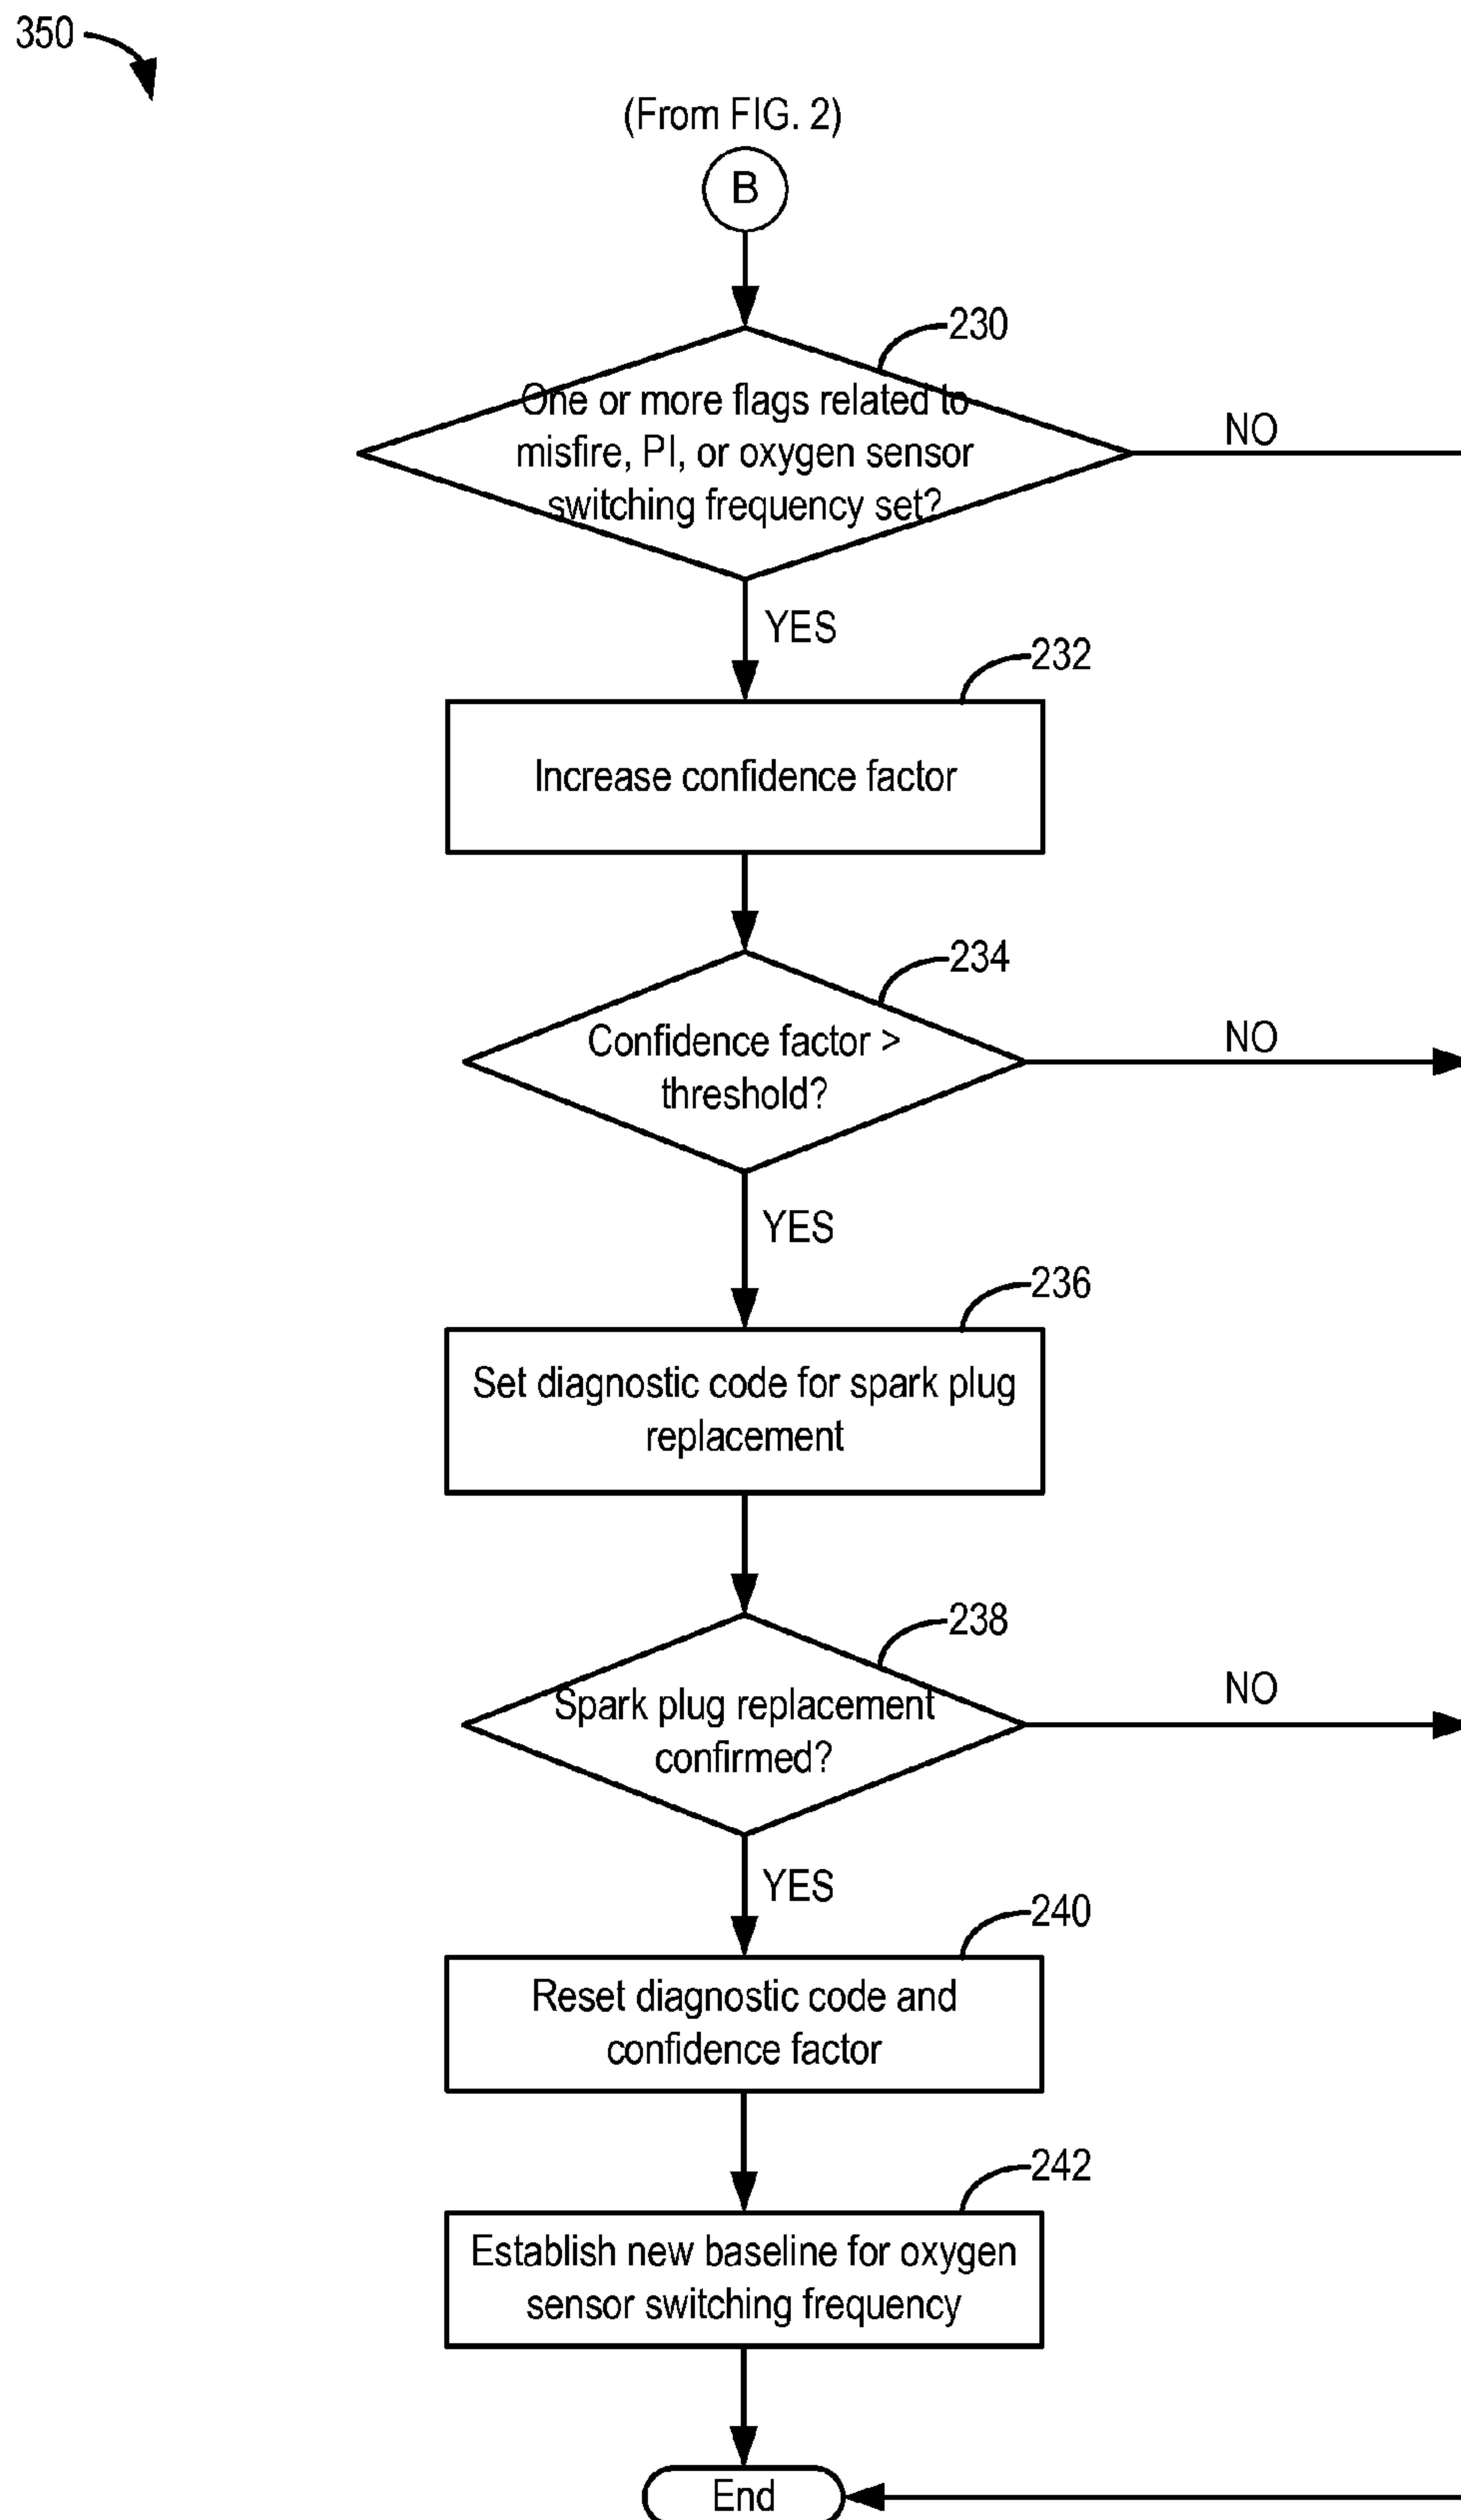 350
(From FIG. 2)
B
230
One or more flags related to
misfire, PI, or oxygen sensor
switching frequency set?
NO
YES
232
Increase confidence factor
234
Confidence factor >
threshold?
NO
YES
236
Set diagnostic code for spark plug
replacement
238
Spark plug replacement
confirmed?
NO
YES
240
Reset diagnostic code and
confidence factor
242
Establish new baseline for oxygen
sensor switching frequency
End